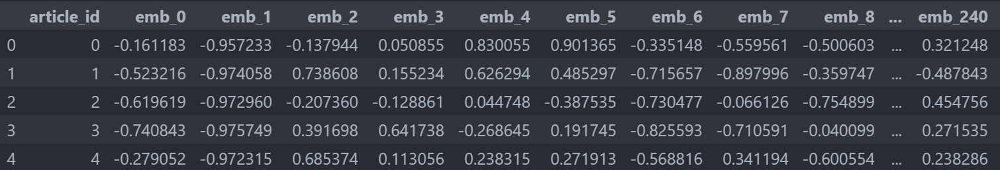 article_id emb_0 emb_1 emb_2 emb_3 emb_4 emb_5 emb_6 emb_7 emb_8 ... emb_240
0 0 -0.161183 -0.957233 -0.137944 0.050855 0.830055 0.901365 -0.335148 -0.559561 -0.500603 ... 0.321248
1 1 -0.523216 -0.974058 0.738608 0.155234 0.626294 0.485297 -0.715657 -0.897996 -0.359747 ... -0.487843
2 2 -0.619619 -0.972960 -0.207360 -0.128861 0.044748 -0.387535 -0.730477 -0.066126 -0.754899 ... 0.454756
3 3 -0.740843 -0.975749 0.391698 0.641738 -0.268645 0.191745 -0.825593 -0.710591 -0.040099 ... 0.271535
4 4 -0.279052 -0.972315 0.685374 0.113056 0.238315 0.271913 -0.568816 0.341194 -0.600554 ... 0.238286